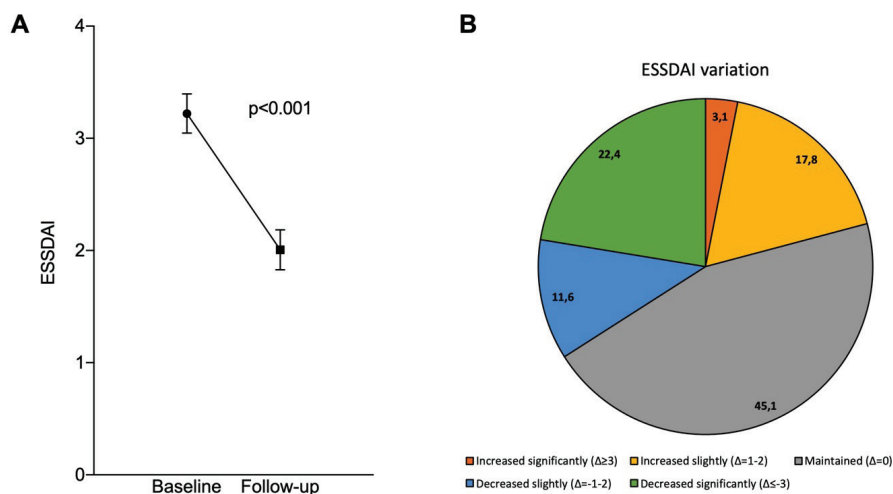 A
4
3
2
1
0
ESSDAI
p<0.001
Baseline Follow-up
B
ESSDAI variation
3,1
17,8
22,4
11,6
45,1
Increased significantly (Δ≥3) Increased slightly (Δ=1-2) Maintained (Δ=0)
Decreased slightly (Δ=-1-2) Decreased significantly (Δ≤-3)